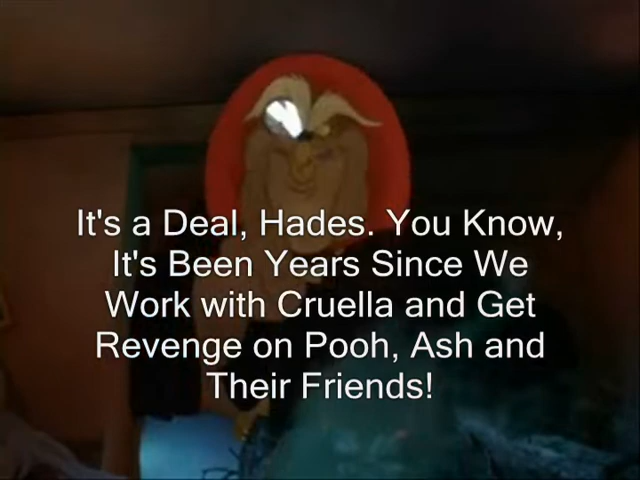 It's a Deal, Hades. You Know,
It's Been Years Since We
Work with Cruella and Get
Revenge on Pooh, Ash and
Their Friends!